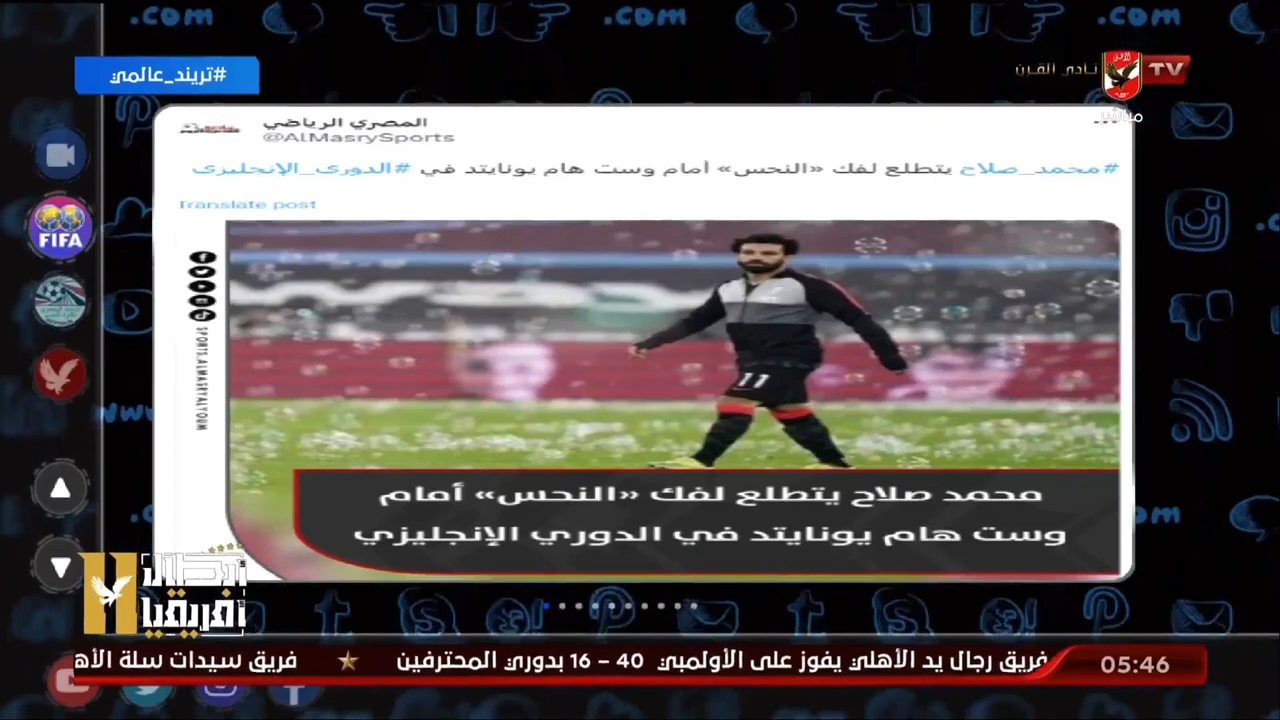 #تريند_عالمي
نادي القرن
TV
مباشر
المصري الرياضي
@AlMasrySports
#محمد_صلاح يتطلع لفك «النحس» أمام وست هام يونايتد في #الدوري_الإنجليزي
Translate post
FIFA
SPORTS.ALMASRYALYOUM
11
محمد صلاح يتطلع لفك «النحس» أمام
وست هام يونايتد في الدوري الإنجليزي
أبطال
أفريقيا
فريق رجال يد الأهلي يفوز على الأولمبي 40 – 16 بدوري المحترفين
فريق سيدات سلة الأه
05:46
.com
.com
.com